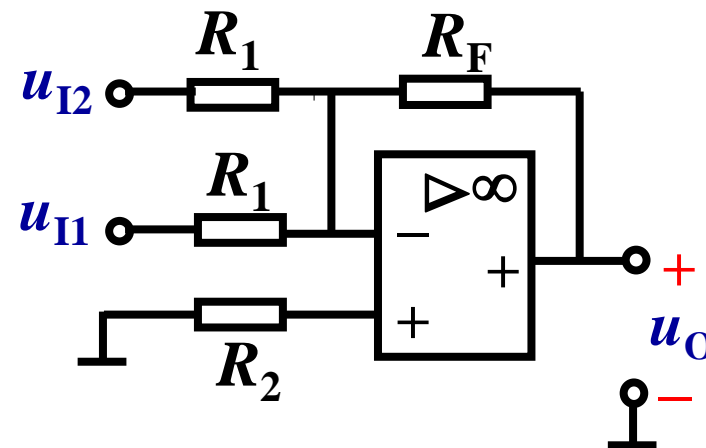 R1
RF
uI2
▷∞
R1
uI1
−
+
+
+
R2
uO
−